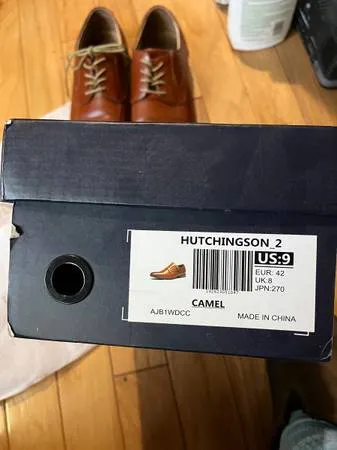 HUTCHINGSON_2
US:9
EUR: 42
UK:8
JPN:270
CAMEL
AJB1WDCC
MADE IN CHINA